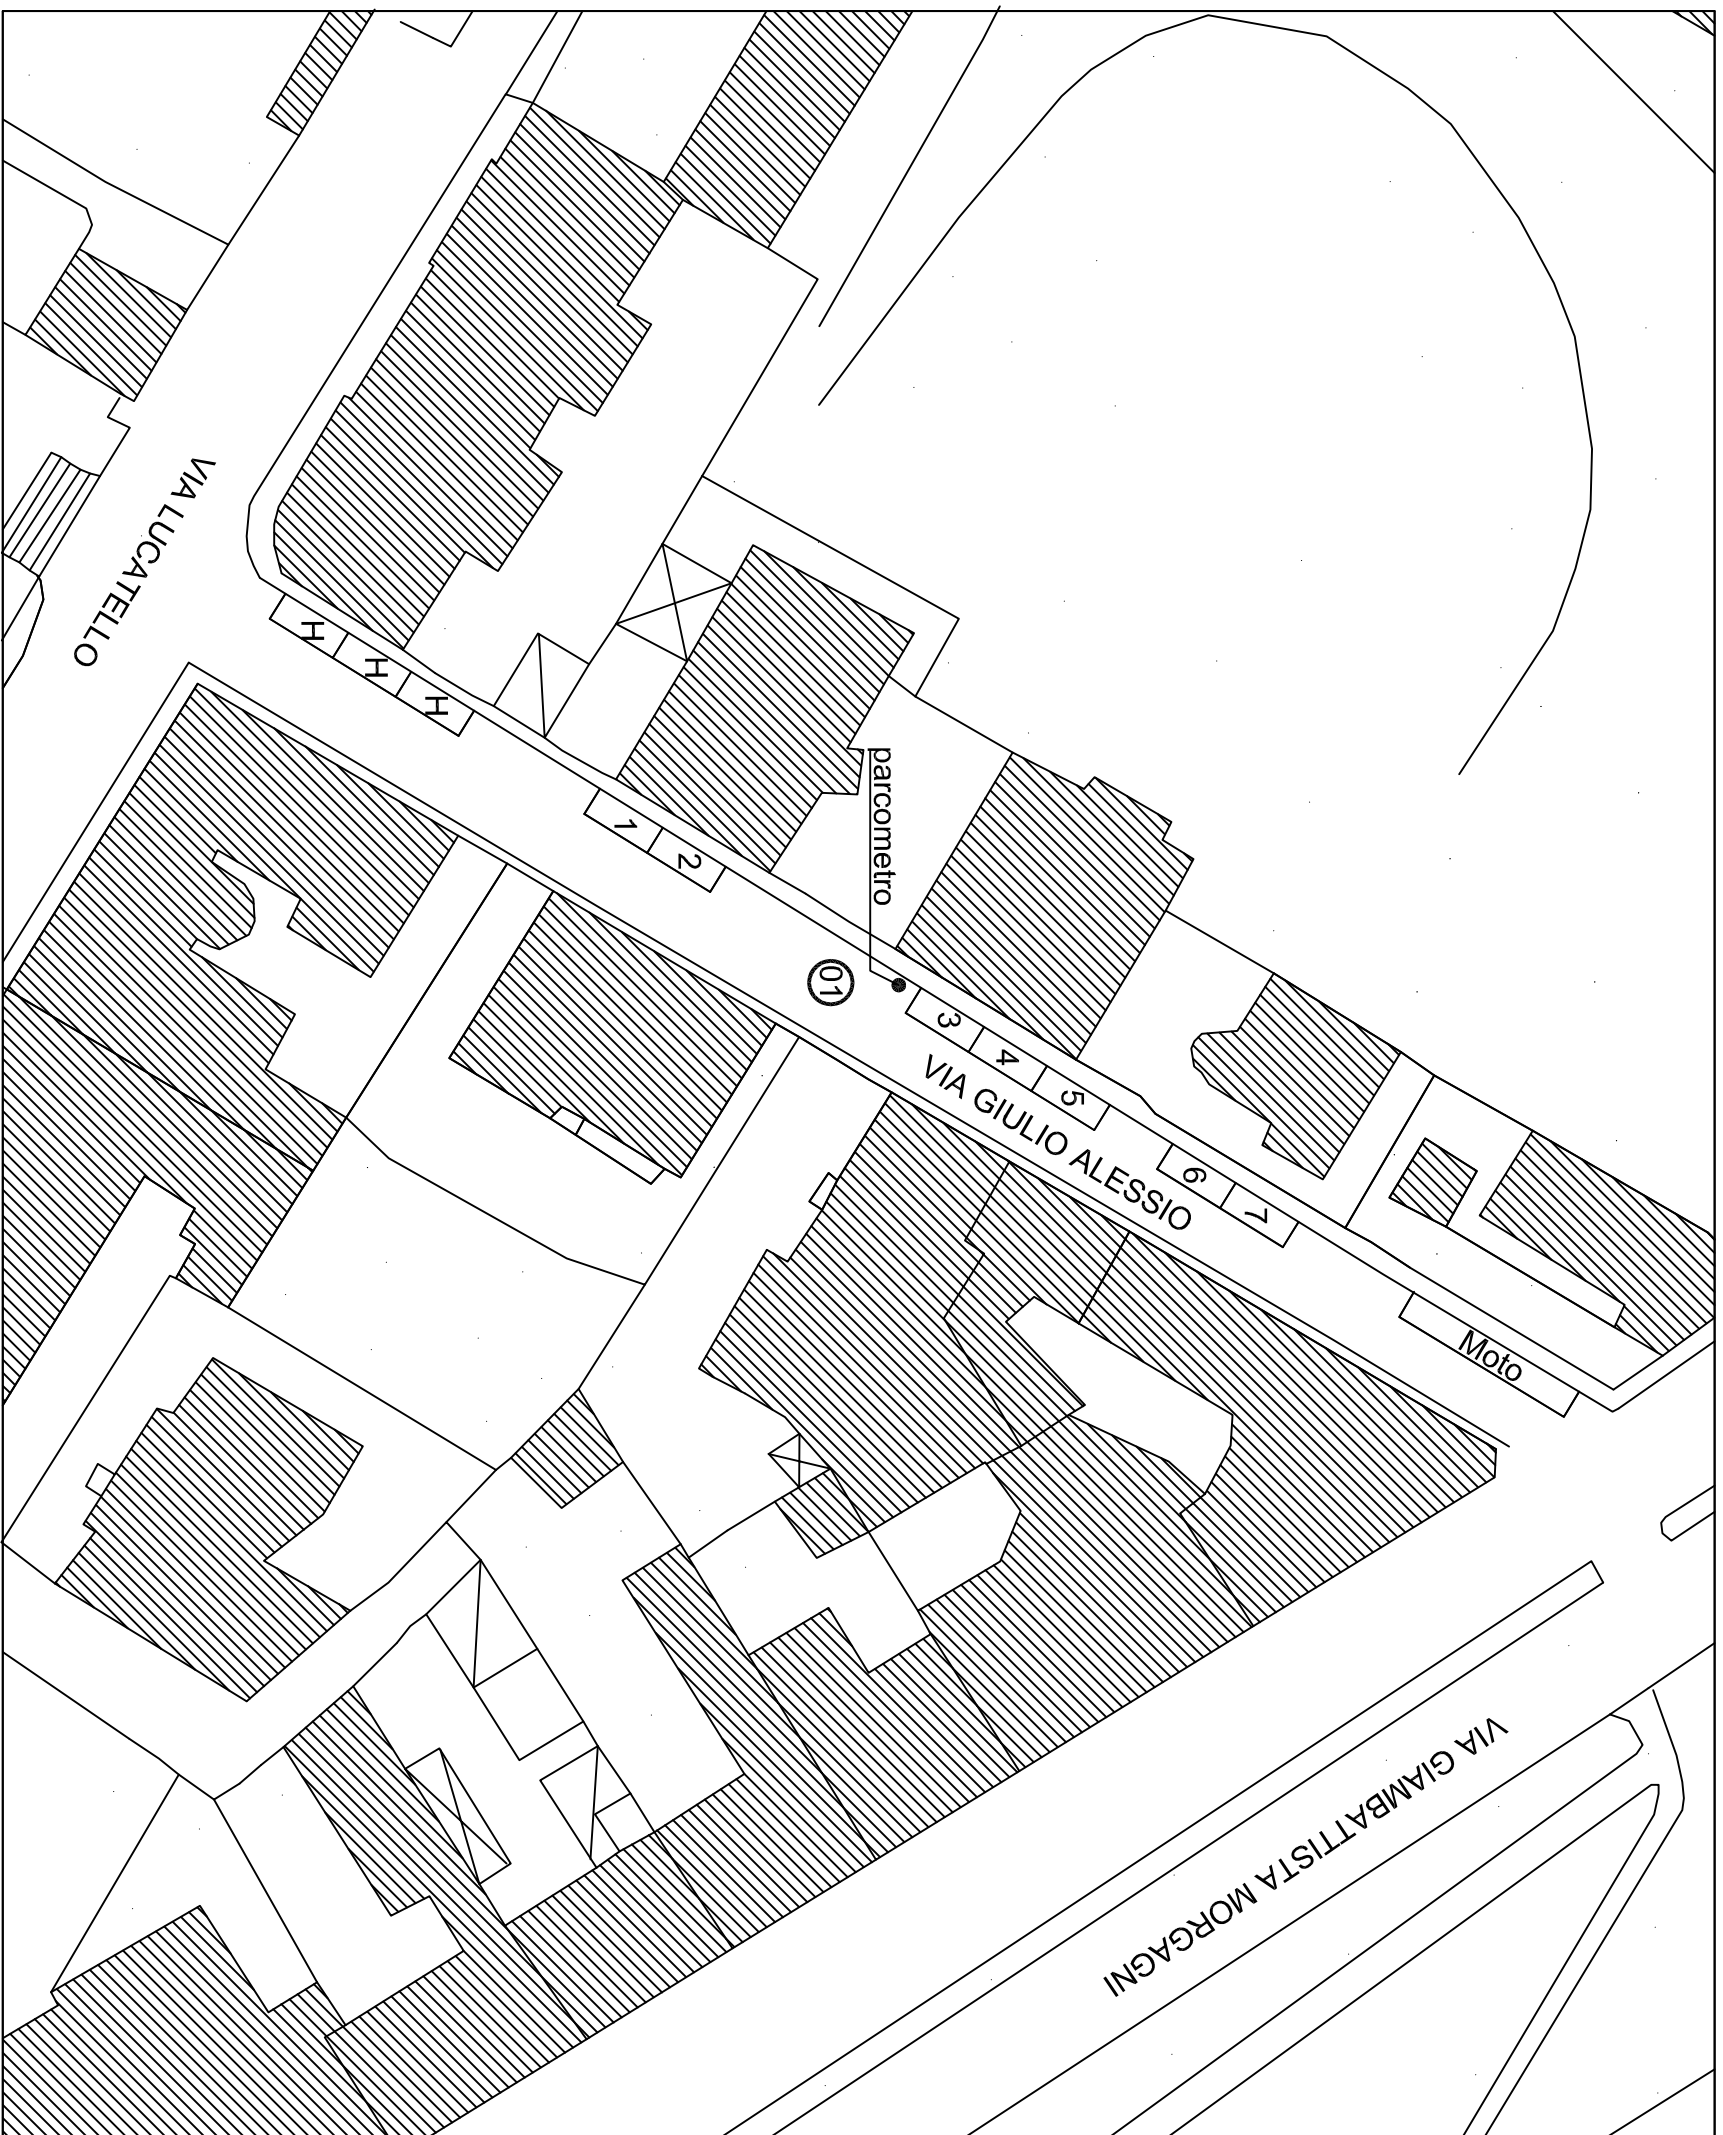 VIA LUCATELLO
H
H
H
1
2
parcometro
01
3
4
5
VIA GIULIO ALESSIO
6
7
Moto
VIA GIAMBATTISTA MORGAGNI